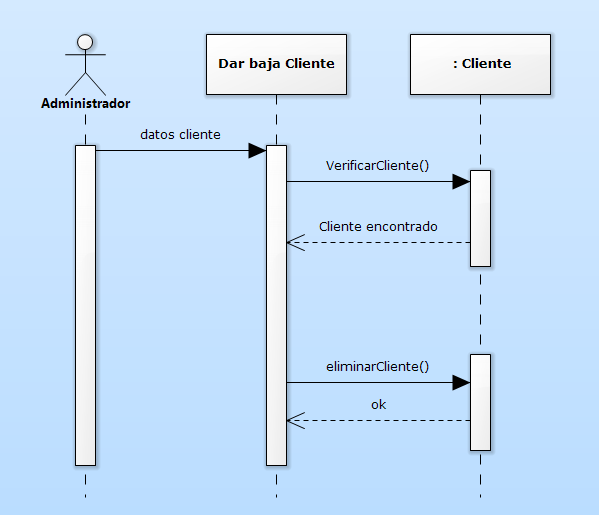 Administrador
Dar baja Cliente
: Cliente
datos cliente
VerificarCliente()
Cliente encontrado
eliminarCliente()
ok